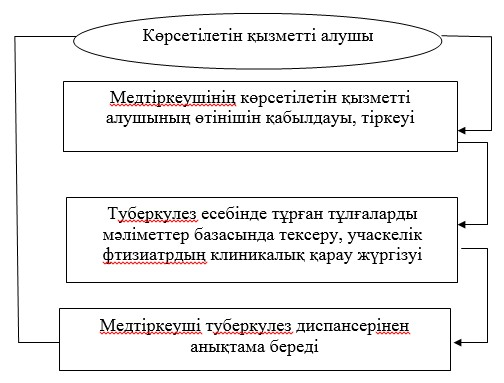 Көрсетілетін қызметті алушы
Медтіркеушінің көрсетілетін қызметті
алушының өтінішін қабылдауы, тіркеуі
Туберкулез есебінде тұрған тұлғаларды
мәліметтер базасында тексеру, учаскелік
фтизиатрдың клиникалық қарау жүргізуі
Медтіркеуші туберкулез диспансерінен
анықтама береді